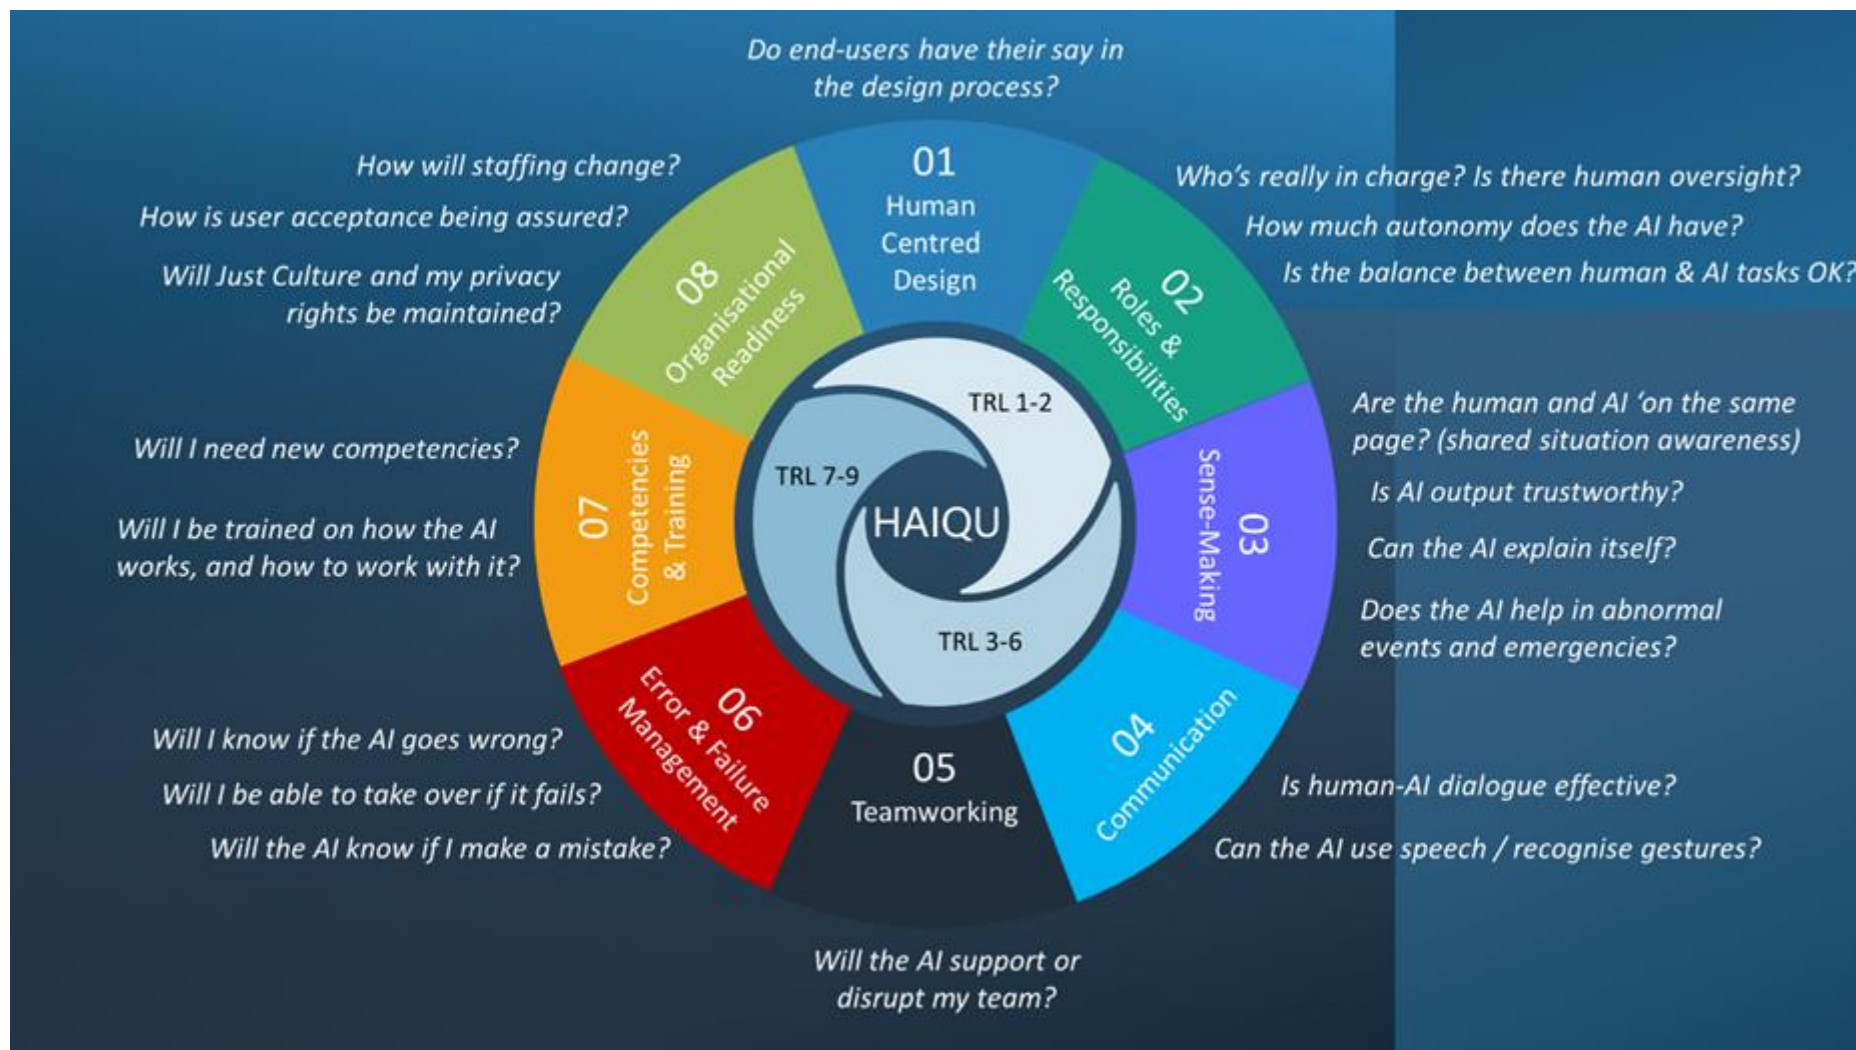 Do end-users have their say in
the design process?
01
Human
Centred
Design
Who's really in charge? Is there human oversight?
How much autonomy does the AI have?
Is the balance between human & AI tasks OK?
02
Roles &
Responsibilities
Are the human and AI 'on the same
page? (shared situation awareness)
Is AI output trustworthy?
Can the AI explain itself?
Does the AI help in abnormal
events and emergencies?
03
Sense-Making
Is human-AI dialogue effective?
Can the AI use speech / recognise gestures?
04
Communication
05
Teamworking
Will the AI support or
disrupt my team?
06
Error & Failure
Management
Will I know if the AI goes wrong?
Will I be able to take over if it fails?
Will the AI know if I make a mistake?
07
Competencies
& Training
Will I need new competencies?
Will I be trained on how the AI
works, and how to work with it?
08
Organisational
Readiness
How will staffing change?
How is user acceptance being assured?
Will Just Culture and my privacy
rights be maintained?
TRL 1-2
TRL 3-6
TRL 7-9
HAIQU